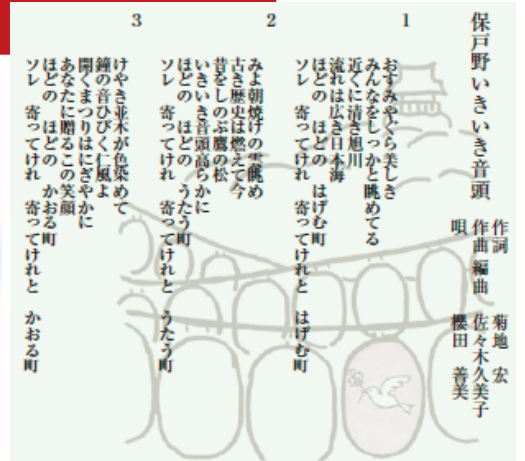 保戸野いきいき音頭
作詞 菊地 宏
作曲 編曲 佐々木久美子
唄 櫻田 善美
1
おすみやぐら美しき
みんなをしっかと眺めてる
近くに清き旭川
流れは広き日本海
ほどの ほどの はげむ町
ソレ 寄ってけれ 寄ってけれと はげむ町
2
みよ朝焼けの雲眺め
古き歴史は燃えて今
昔をしのぶ鷹の松
いきいき音頭高らかに
ほどの ほどの うたう町
ソレ 寄ってけれ 寄ってけれと うたう町
3
けやき並木が色染めて
鐘の音ひびく仁風よ
開くまつりはにぎやかに
あなたに贈るこの笑顔
ほどの ほどの かおる町
ソレ 寄ってけれ 寄ってけれと かおる町